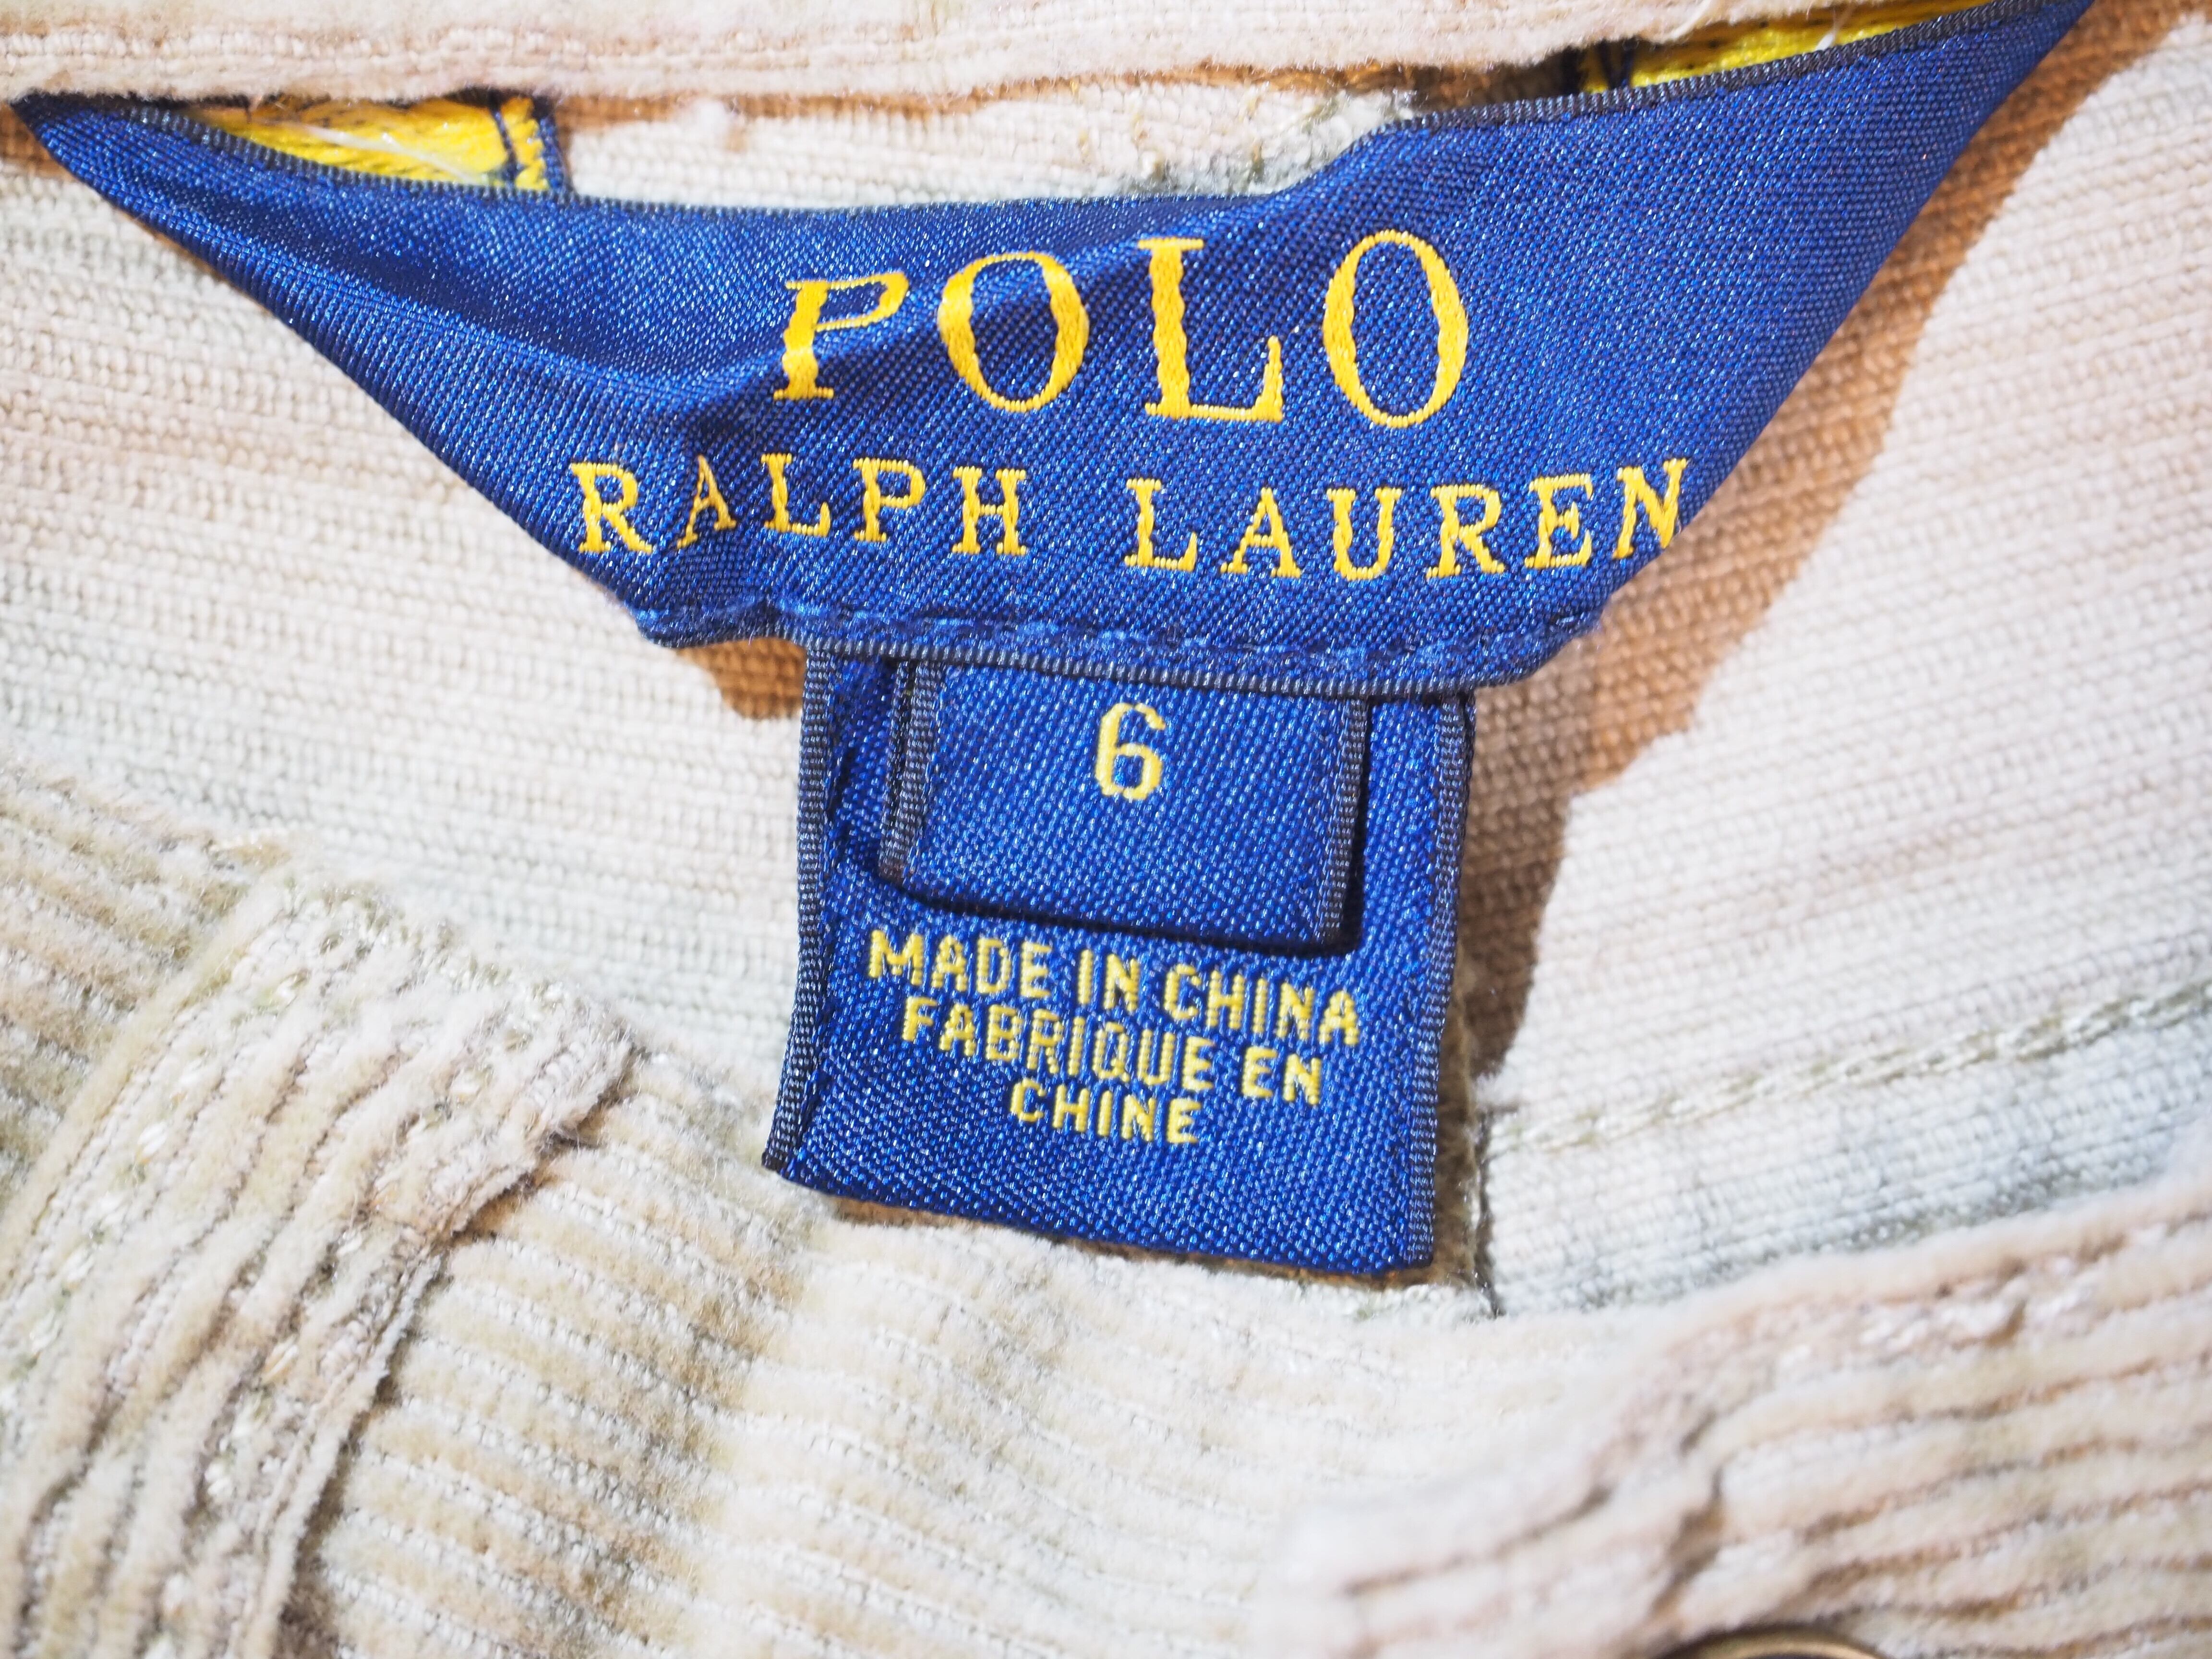 POLO
RALPH LAUREN
6
MADE IN CHINA
FABRIQUE EN
CHINE